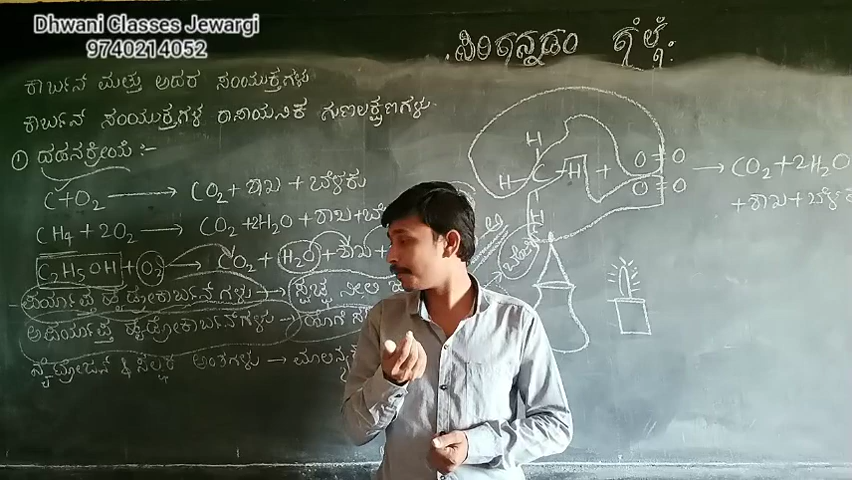 Dhwani Classes Jewargi
9740214052
ಸಿರಿಗನ್ನಡಂ ಗೆಲ್ಗೆ.
ಕಾರ್ಬನ್ ಮತ್ತು ಅದರ ಸಂಯುಕ್ತಗಳು
ಕಾರ್ಬನ್ ಸಂಯುಕ್ತಗಳ ರಾಸಾಯನಿಕ ಗುಣಲಕ್ಷಣಗಳು
① ದಹನಕ್ರಿಯೆ :-
C+O₂ → CO₂ + ಶಾಖ + ಬೆಳಕು
CH₄ + 2O₂ → CO₂ + 2H₂O + ಶಾಖ + ಬೆ
C₂H₅OH + O₂ → CO₂ + H₂O + ಶಾಖ +
ಪರ್ಯಾಪ್ತ ಹೈಡ್ರೋಕಾರ್ಬನ್ ಗಳು → ಸ್ವಚ್ಛ ನೀಲಿ
ಅಪರ್ಯಾಪ್ತ ಹೈಡ್ರೋಕಾರ್ಬನ್‌ಗಳು → ಹಾಗೆ
ನೈಟ್ರೋಜನ್ & ಸಲ್ಫರ್ ಅಂಶಗಳು →
H
H C H + O = O → CO₂ + 2H₂O
O = O + ಶಾಖ + ಬೆಳಕ
H